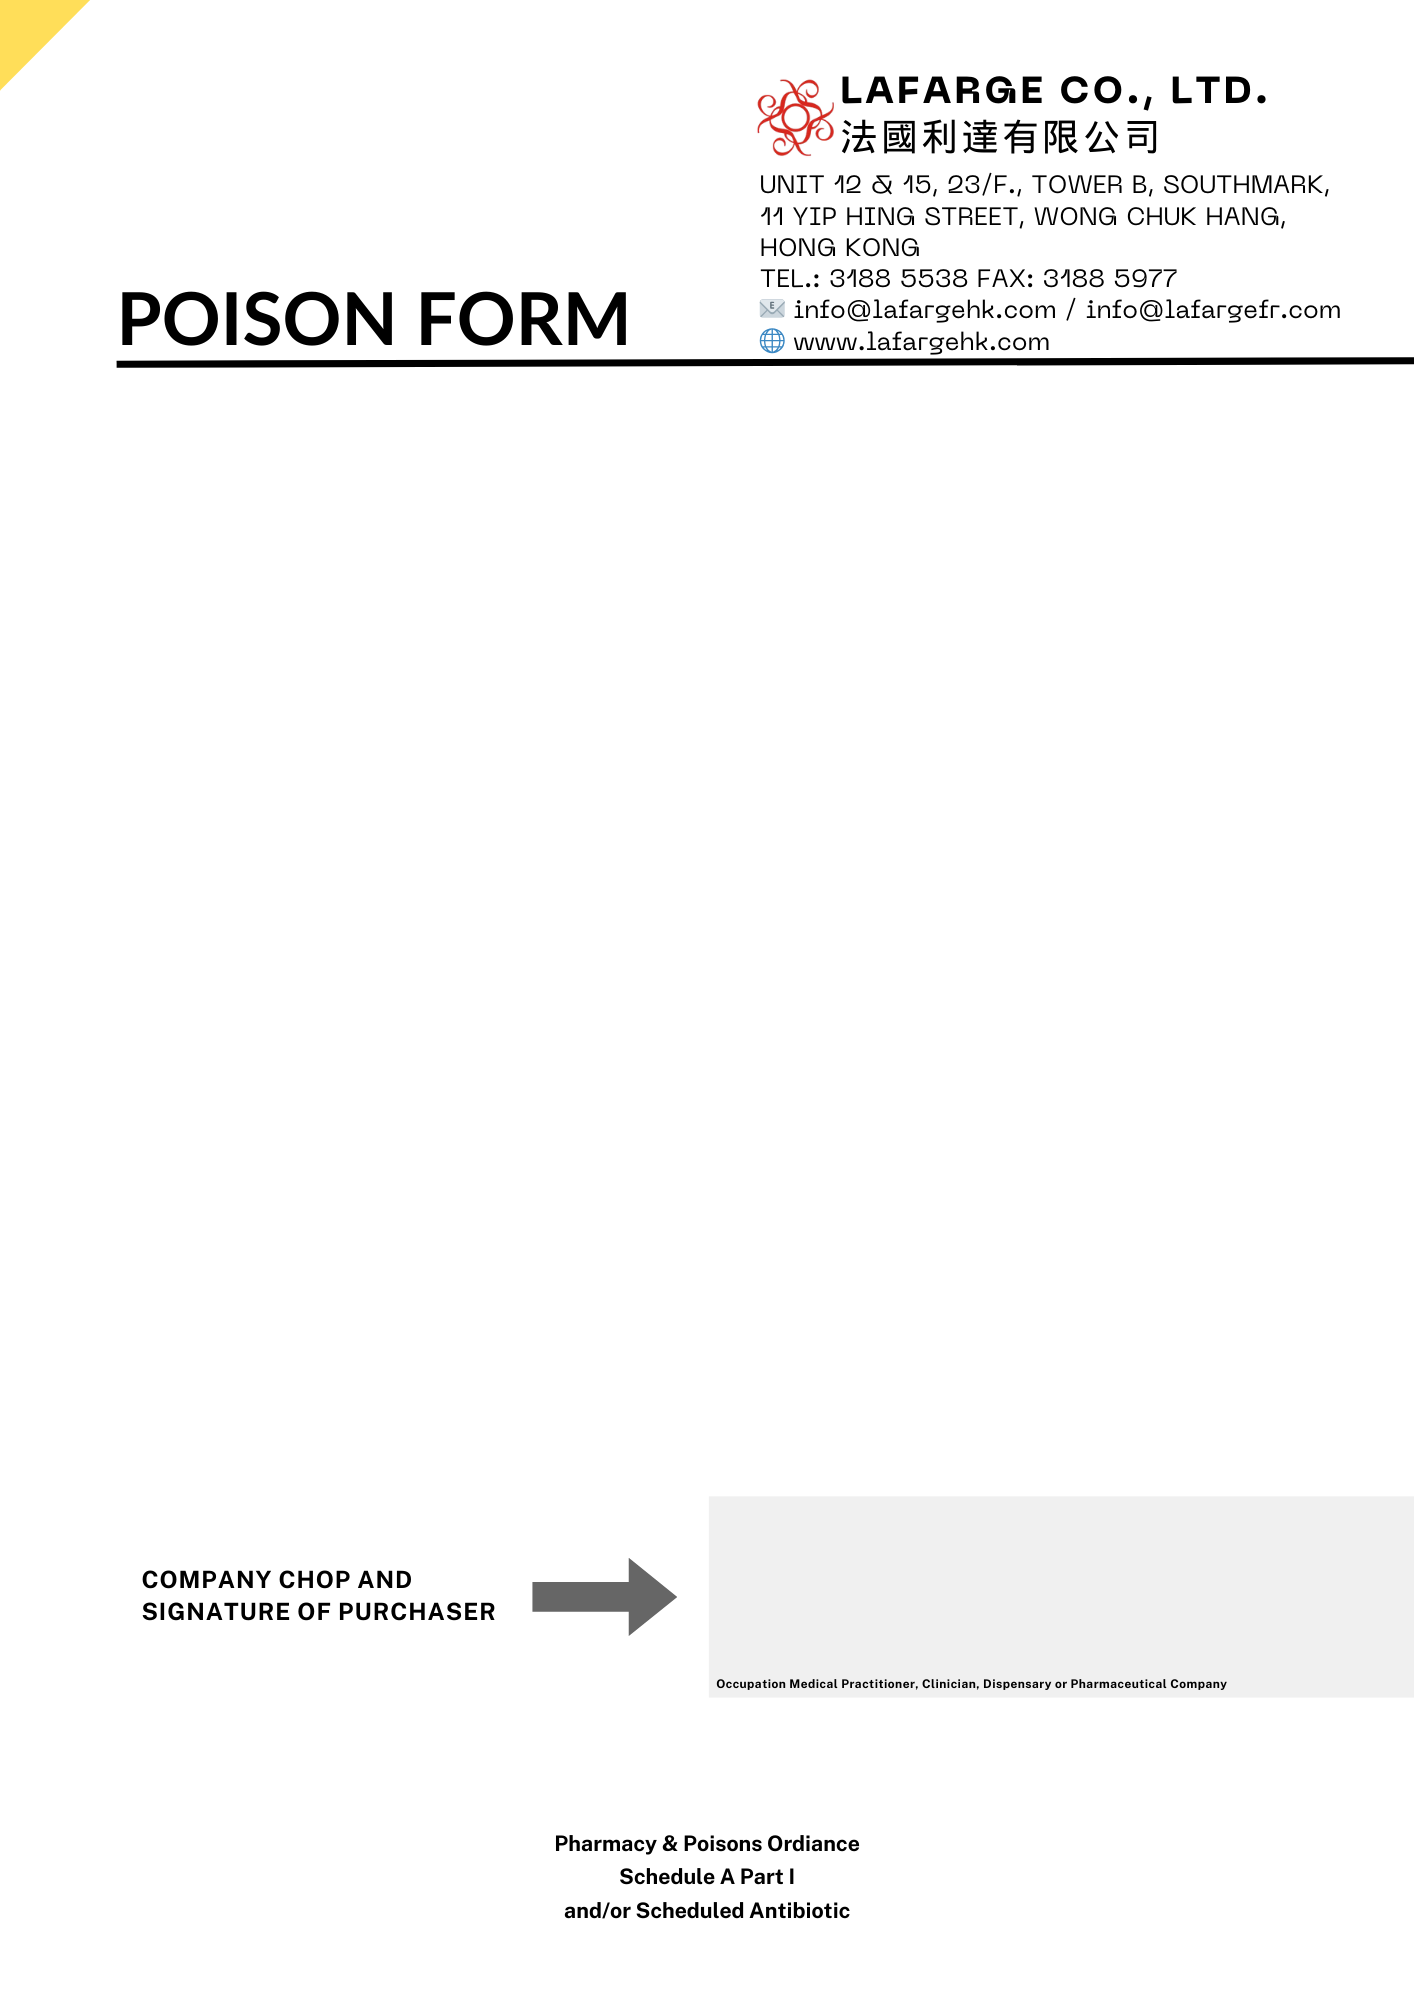 LAFARGE CO., LTD.
法國利達有限公司
UNIT 12 & 15, 23/F., TOWER B, SOUTHMARK,
11 YIP HING STREET, WONG CHUK HANG,
HONG KONG
TEL.: 3188 5538 FAX: 3188 5977
info@lafargehk.com / info@lafargefr.com
www.lafargehk.com
POISON FORM
COMPANY CHOP AND
SIGNATURE OF PURCHASER
Occupation Medical Practitioner, Clinician, Dispensary or Pharmaceutical Company
Pharmacy & Poisons Ordiance
Schedule A Part I
and/or Scheduled Antibiotic